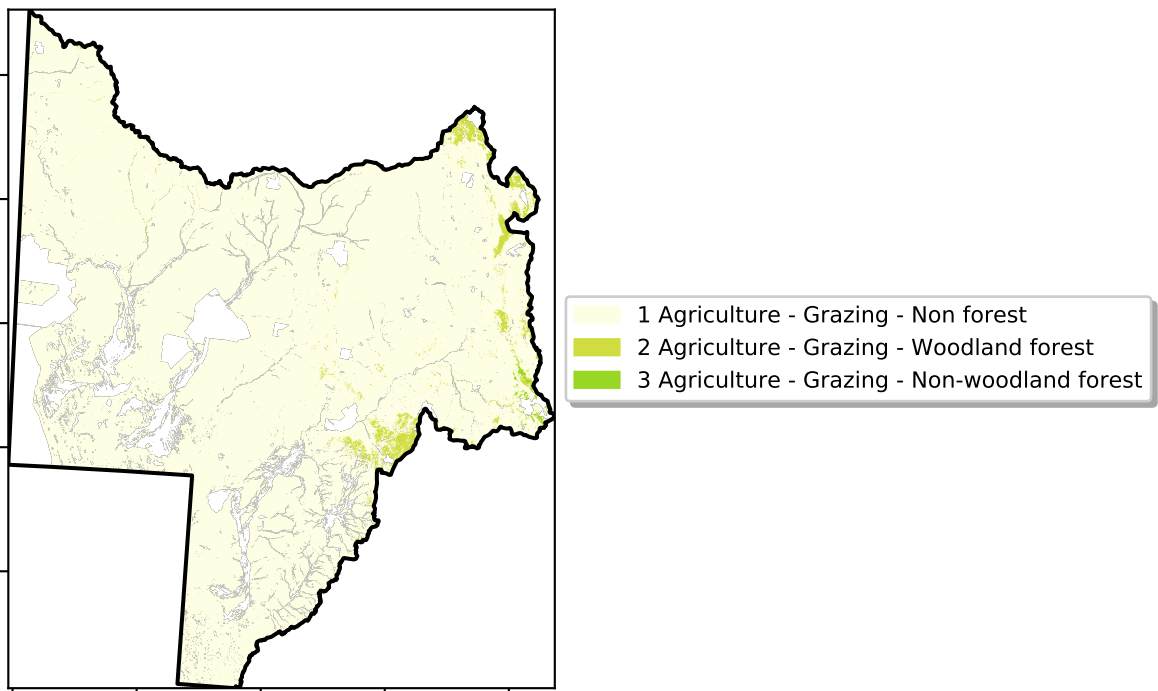 1 Agriculture - Grazing - Non forest
2 Agriculture - Grazing - Woodland forest
3 Agriculture - Grazing - Non-woodland forest